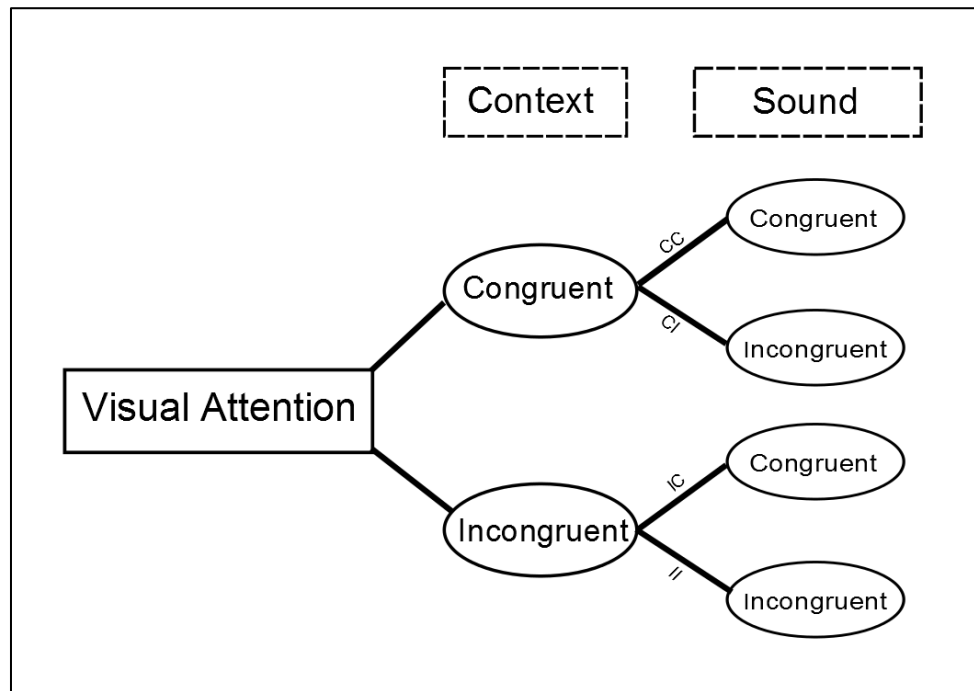 Context
Sound
Congruent
CC
Congruent
CI
Incongruent
Visual Attention
IC
Congruent
Incongruent
II
Incongruent